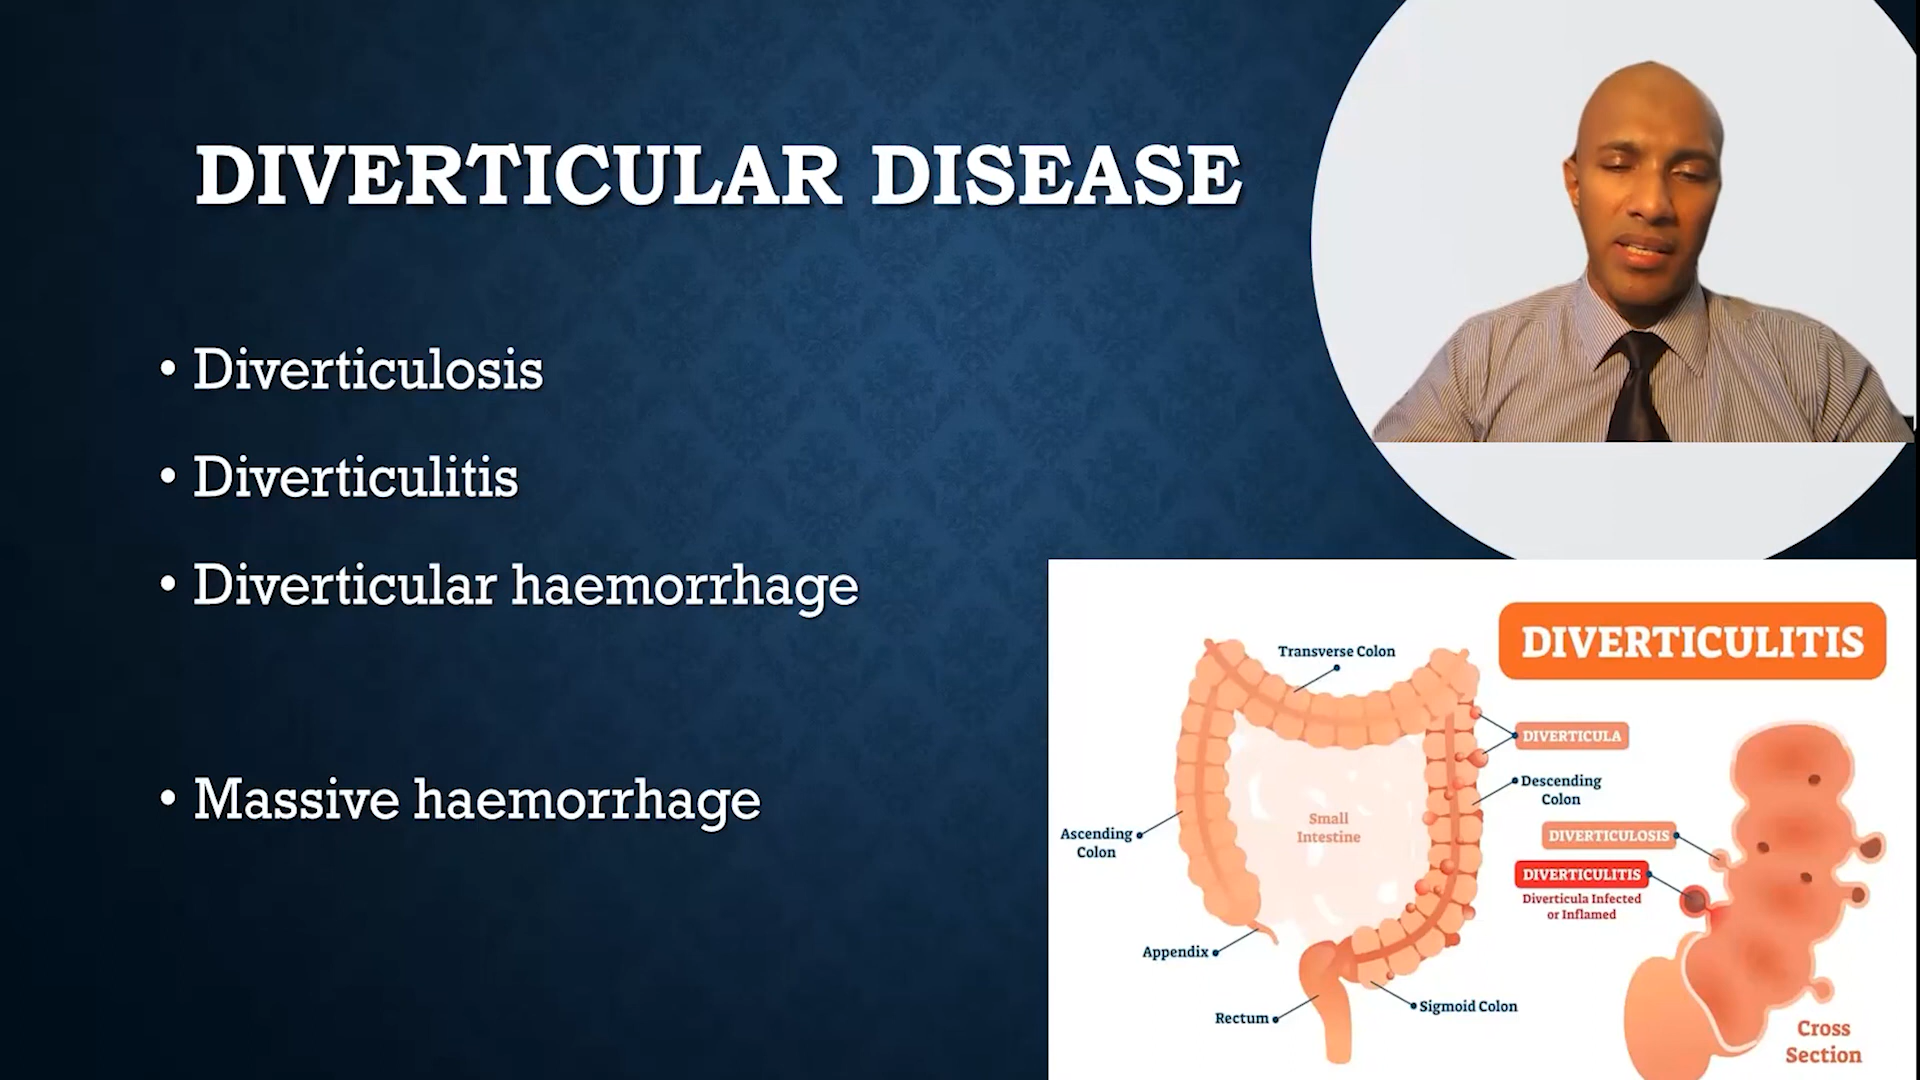 DIVERTICULAR DISEASE
• Diverticulosis
• Diverticulitis
• Diverticular haemorrhage
• Massive haemorrhage
DIVERTICULITIS
Transverse Colon
DIVERTICULA
Descending
Colon
Small
Intestine
Ascending
Colon
DIVERTICULOSIS
DIVERTICULITIS
Diverticula Infected
or Inflamed
Appendix
Rectum
Sigmoid Colon
Cross
Section